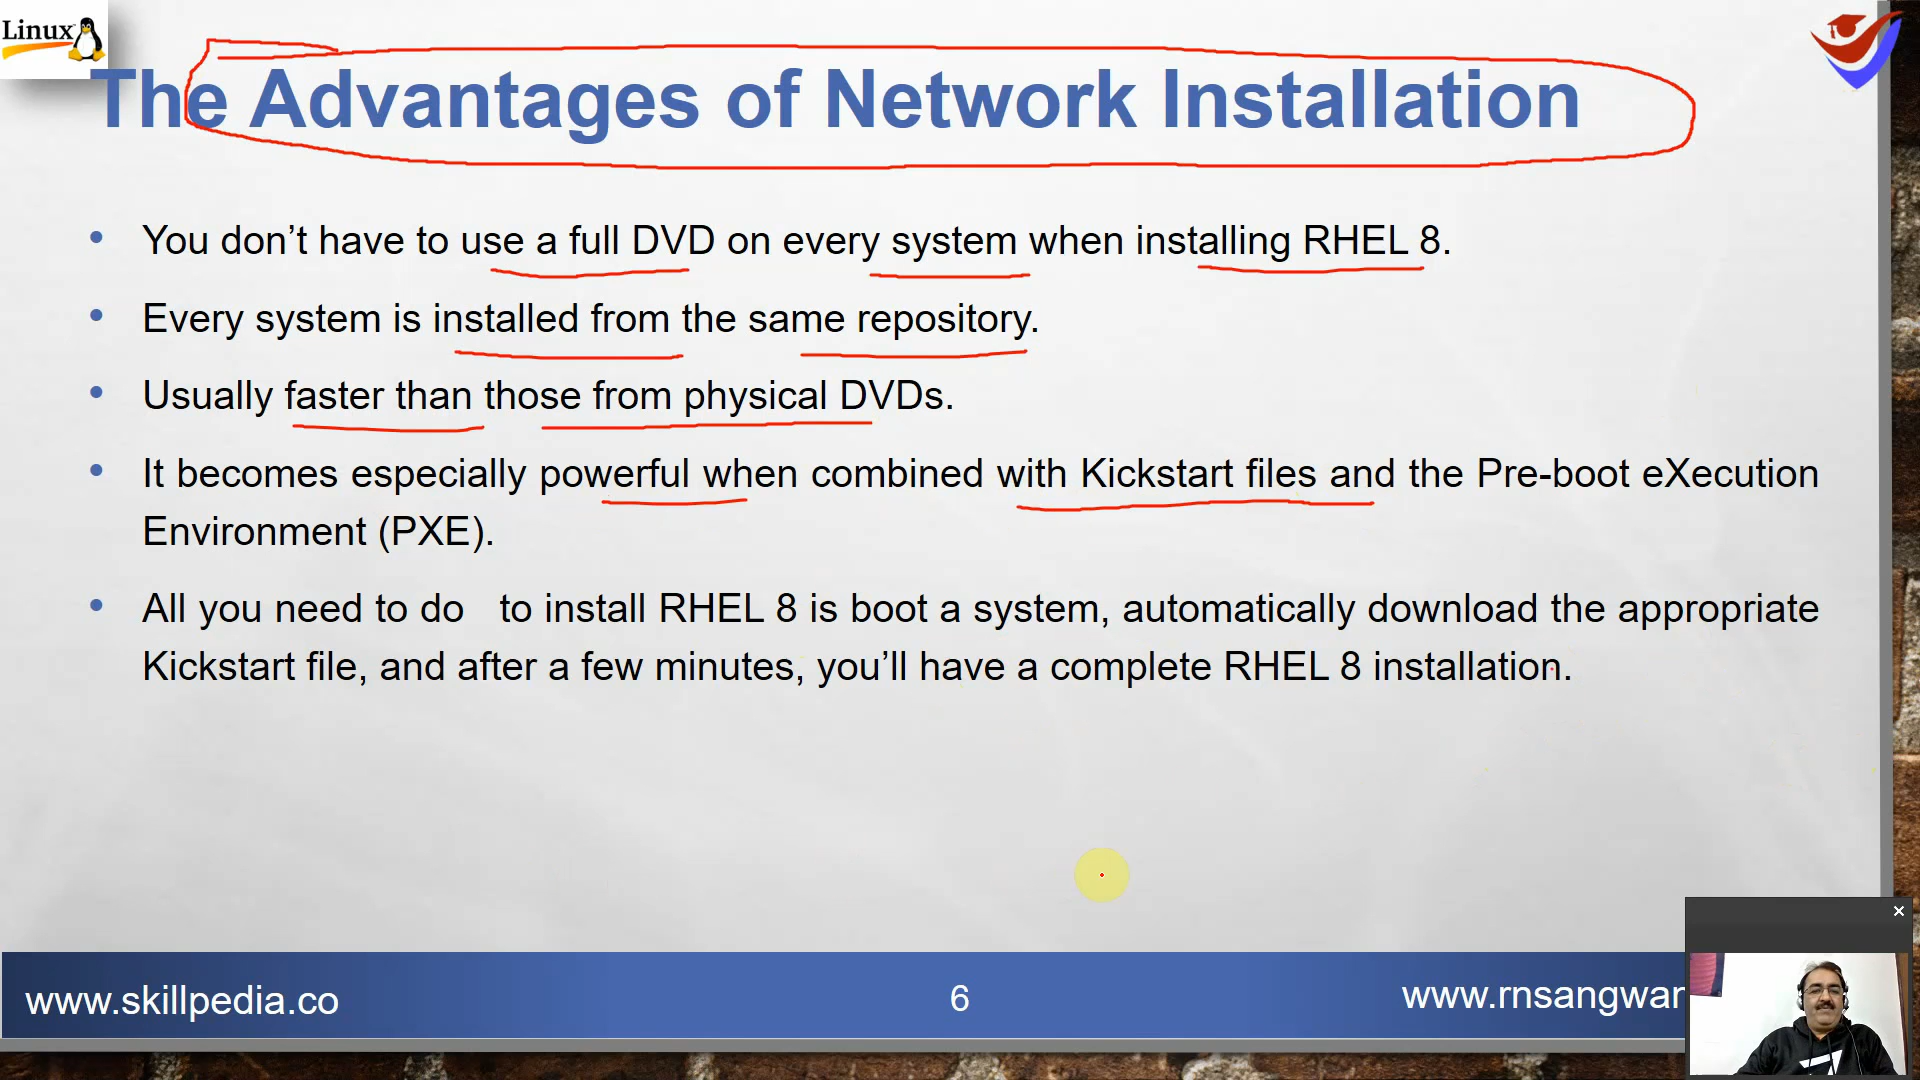 Linux
The Advantages of Network Installation
• You don’t have to use a full DVD on every system when installing RHEL 8.
• Every system is installed from the same repository.
• Usually faster than those from physical DVDs.
• It becomes especially powerful when combined with Kickstart files and the Pre-boot eXecution
Environment (PXE).
• All you need to do to install RHEL 8 is boot a system, automatically download the appropriate
Kickstart file, and after a few minutes, you’ll have a complete RHEL 8 installation.
www.skillpedia.co
6
www.rnsangwan